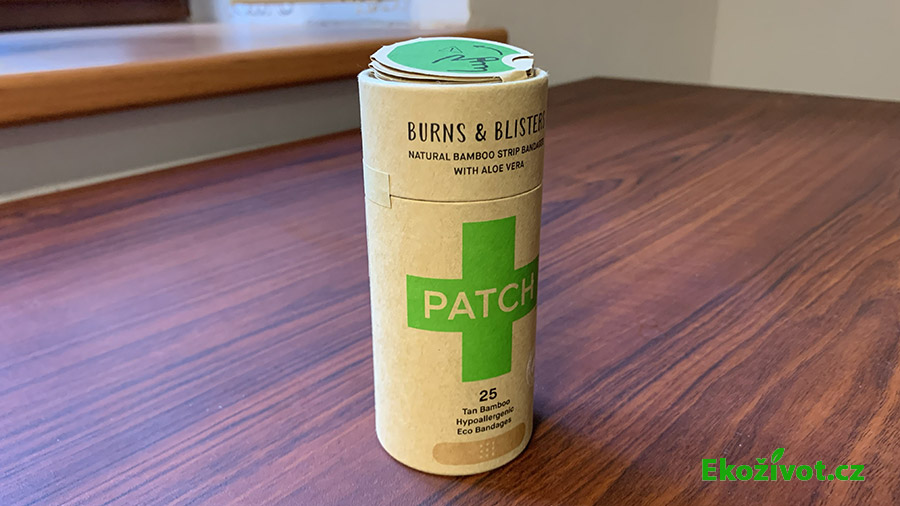 BURNS & BLISTERS
NATURAL BAMBOO STRIP BANDAGES
WITH ALOE VERA
PATCH
25
Tan Bamboo
Hypoallergenic
Eco Bandages
Ekoživot.cz